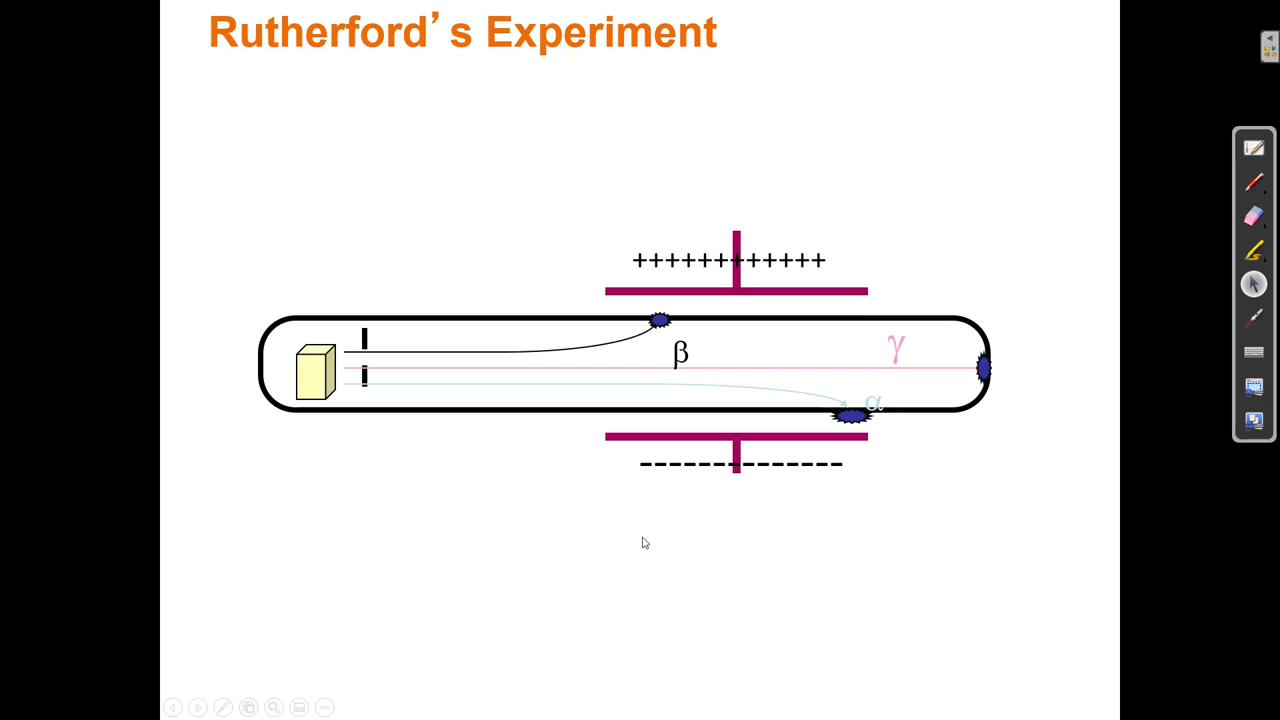 Rutherford’s Experiment
++++++++++++
β
γ
α
--------------